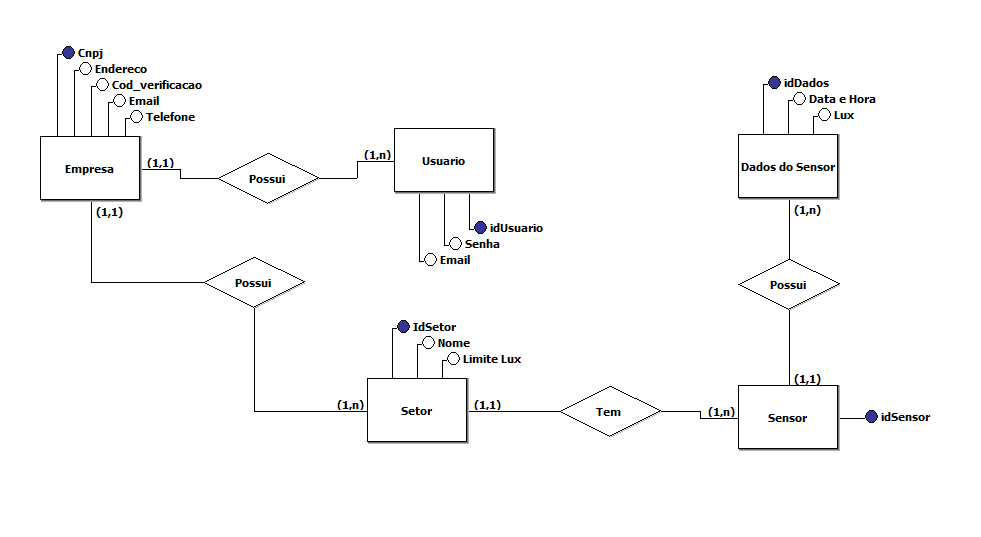 Cnpj
Endereco
Cod_verificacao
Email
Telefone
Empresa
(1,1)
Possui
(1,n)
Usuario
idUsuario
Senha
Email
idDados
Data e Hora
Lux
Dados do Sensor
(1,n)
Possui
(1,1)
(1,1)
Possui
(1,n)
IdSetor
Nome
Limite Lux
Setor
(1,1)
Tem
(1,n)
Sensor
idSensor